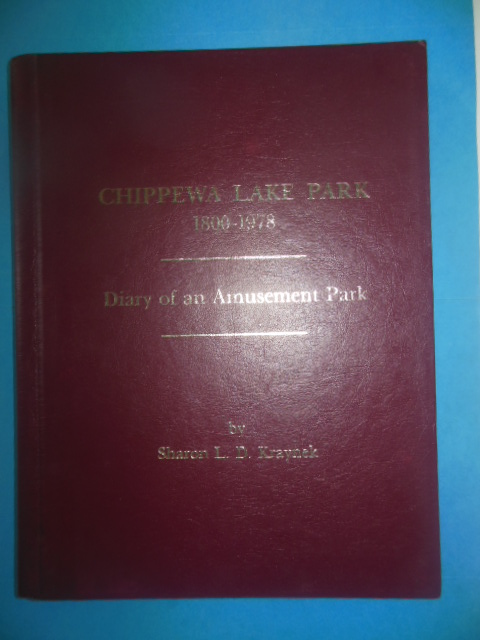 CHIPPEWA LAKE PARK
1800-1978
Diary of an Amusement Park
by
Sharon L. D. Kraynek